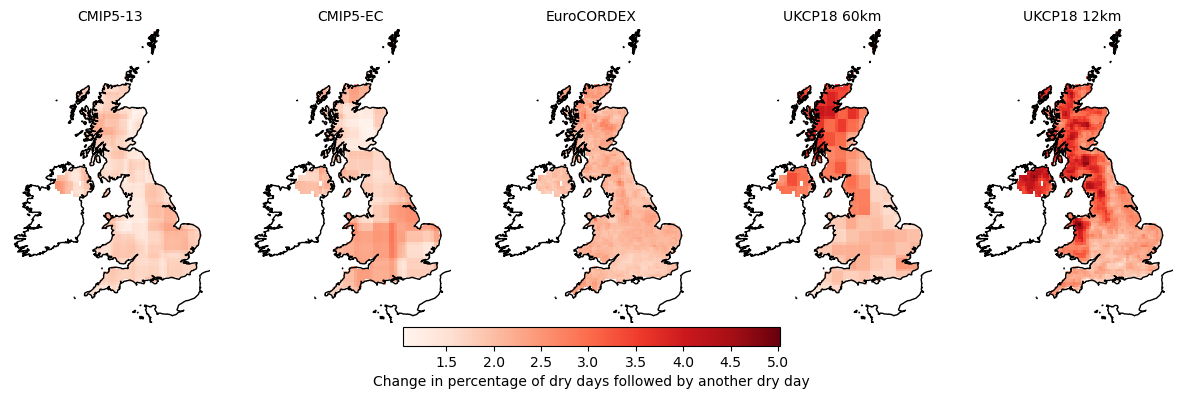 CMIP5-13
CMIP5-EC
EuroCORDEX
UKCP18 60km
UKCP18 12km
1.5 2.0 2.5 3.0 3.5 4.0 4.5 5.0
Change in percentage of dry days followed by another dry day